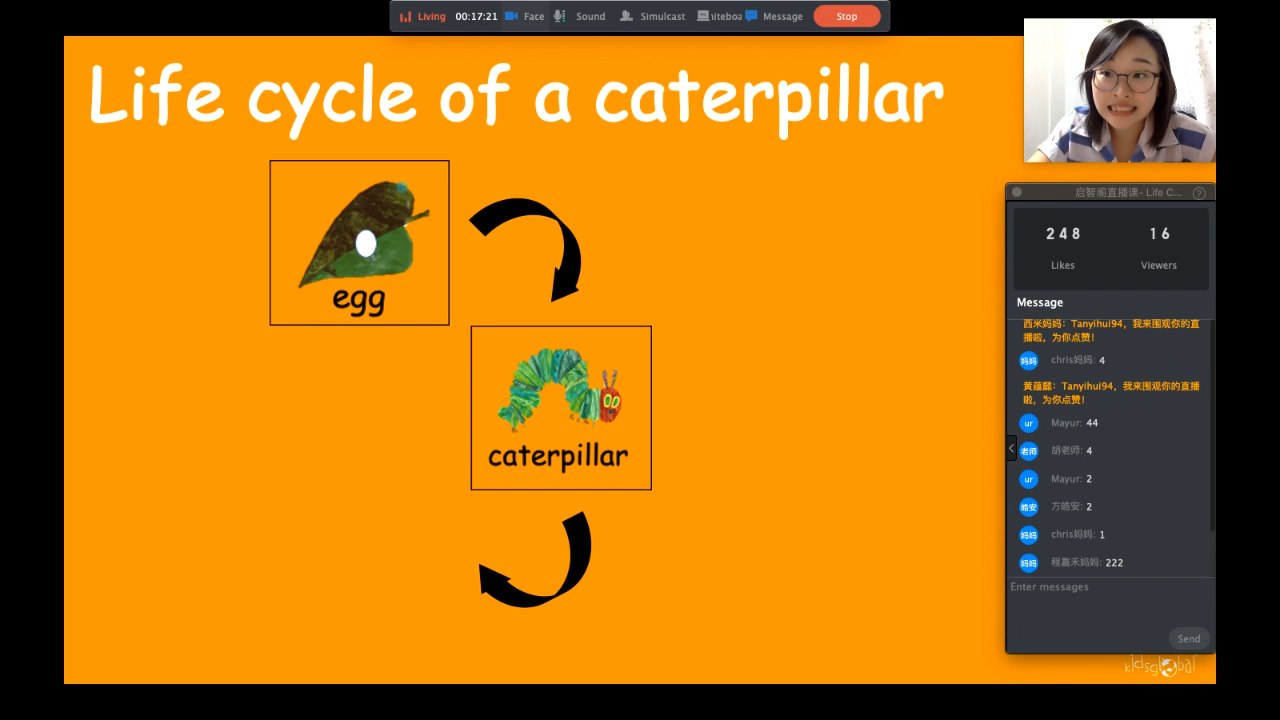 Living 00:17:21 Face Sound Simulcast hiteboa Message Stop
Life cycle of a caterpillar
egg
caterpillar
启智阁直播课- Life C... ?
248 16
Likes Viewers
Message
西米妈妈：Tanyihui94，我来围观你的直
播啦，为你点赞！
妈妈 chris妈妈: 4
黄蕴懿：Tanyihui94，我来围观你的直播
啦，为你点赞！
ur Mayur: 44
老师 胡老师: 4
ur Mayur: 2
皓安 方皓安: 2
妈妈 chris妈妈: 1
妈妈 程嘉禾妈妈: 222
Enter messages
Send
kidsglobal